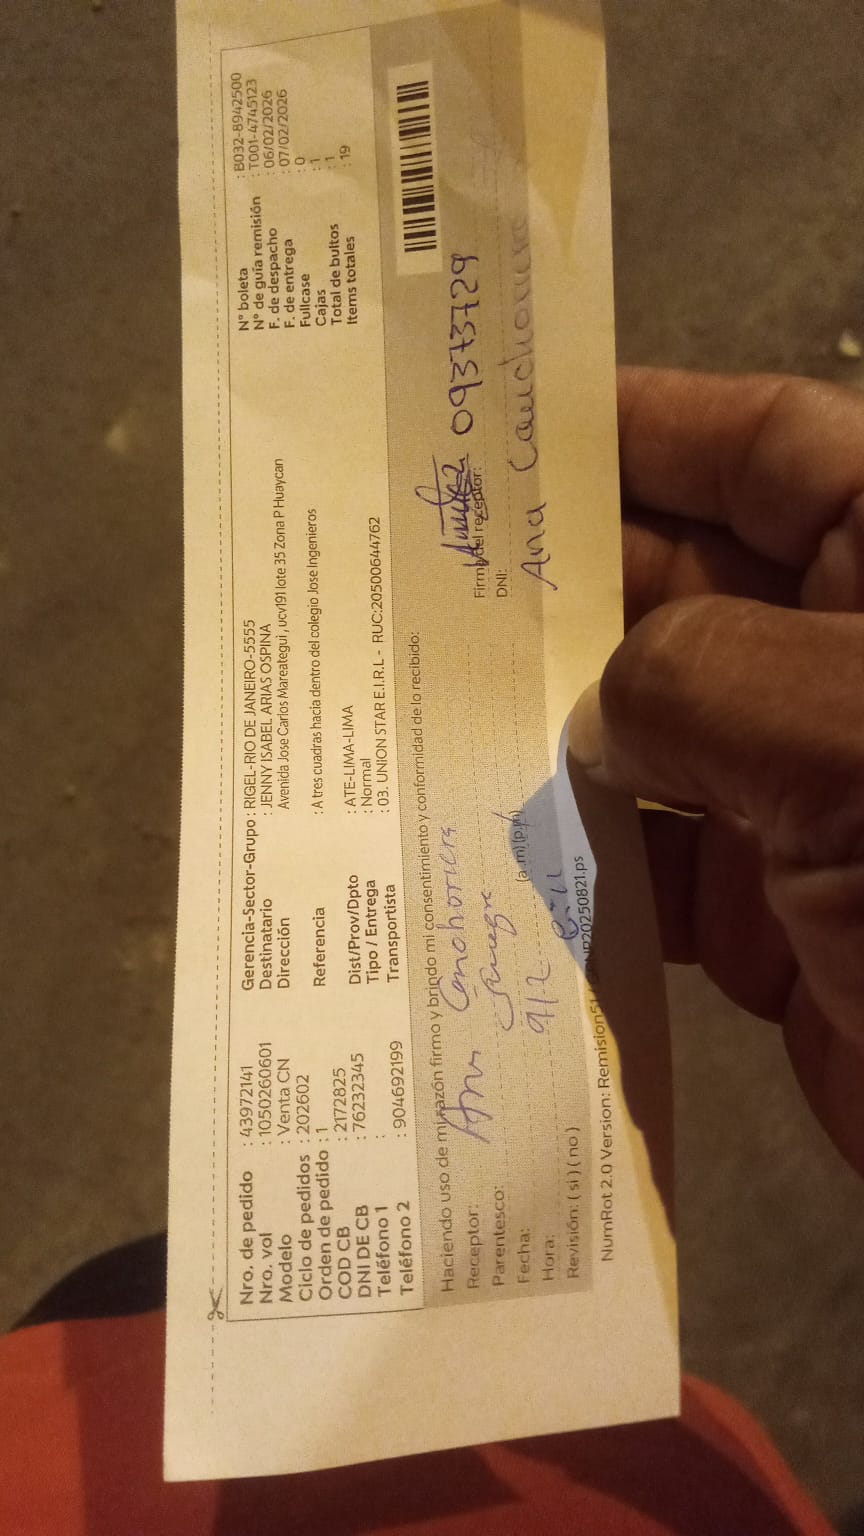 Nro. de pedido : 43972141
Nro. vol : 1050260601
Modelo : Venta CN
Ciclo de pedidos : 202602
Orden de pedido : 1
COD CB : 2172825
DNI DE CB : 76232345
Teléfono 1 :
Teléfono 2 : 904692199
Gerencia-Sector-Grupo : RIGEL-RIO DE JANEIRO-5555
Destinatario : JENNY ISABEL ARIAS OSPINA
Dirección Avenida Jose Carlos Mareategui , ucv191 lote 35 Zona P Huaycan
Referencia : A tres cuadras hacia dentro del colegio Jose Ingenieros
Dist/Prov/Dpto : ATE-LIMA-LIMA
Tipo / Entrega : Normal
Transportista : 03. UNION STAR E.I.R.L - RUC:20500644762
N° boleta : B032-8942500
N° de guía remisión : T001-4745123
F. de despacho : 06/02/2026
F. de entrega : 07/02/2026
Fullcase : 0
Cajas : 1
Total de bultos : 1
Items totales : 19
Haciendo uso de mi razón firmo y brindo mi consentimiento y conformidad de lo recibido:
Receptor: Ana Canchoricra
Parentesco: Suegra
Fecha: 9/2
Hora: (a.m) (p.m)
Revisión: ( si ) ( no )
Firma del receptor: 09373729
DNI:
Ana
NumRot 2.0 Version: Remision51
20250821.ps